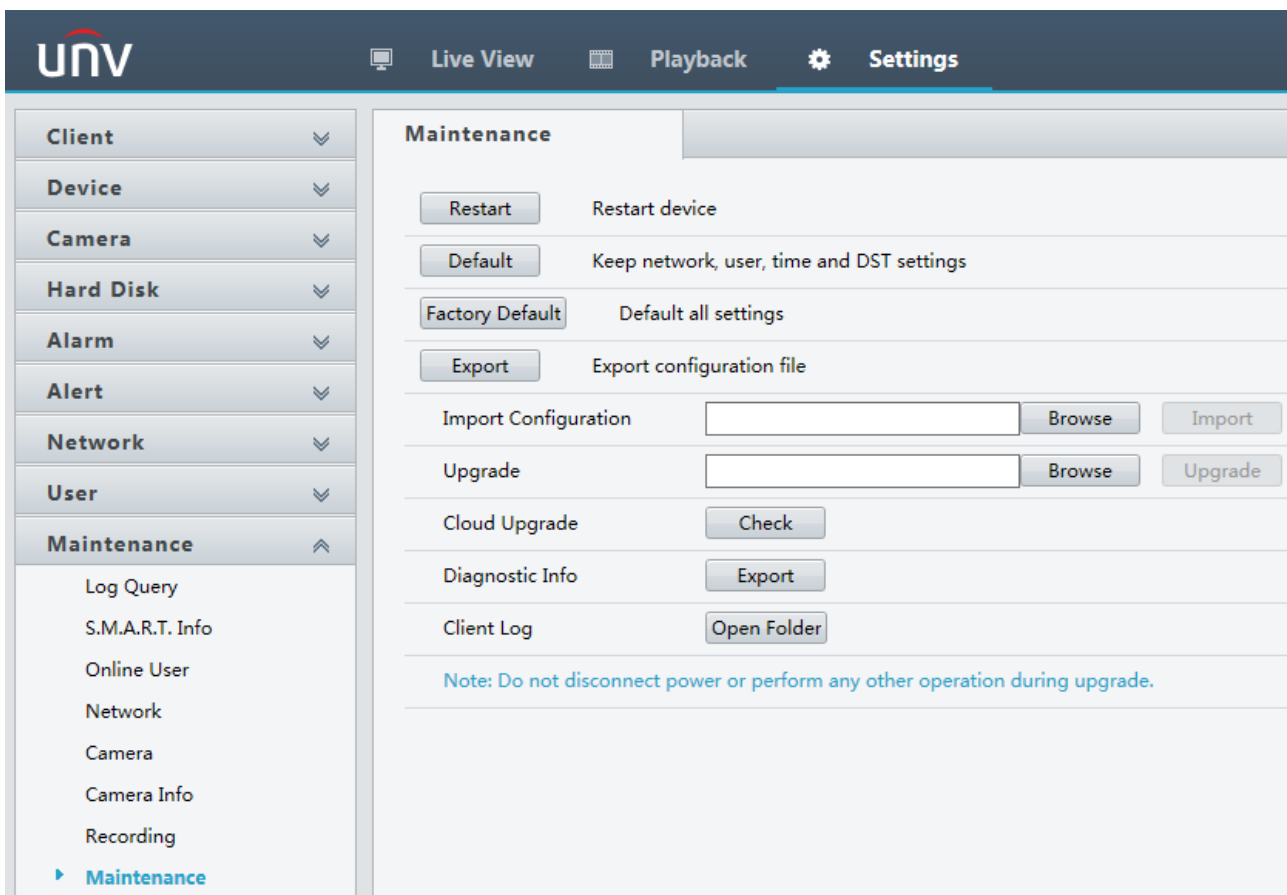 unv
Live View
Playback
Settings
Client
Device
Camera
Hard Disk
Alarm
Alert
Network
User
Maintenance
Log Query
S.M.A.R.T. Info
Online User
Network
Camera
Camera Info
Recording
Maintenance
Maintenance
Restart Restart device
Default Keep network, user, time and DST settings
Factory Default Default all settings
Export Export configuration file
Import Configuration Browse Import
Upgrade Browse Upgrade
Cloud Upgrade Check
Diagnostic Info Export
Client Log Open Folder
Note: Do not disconnect power or perform any other operation during upgrade.